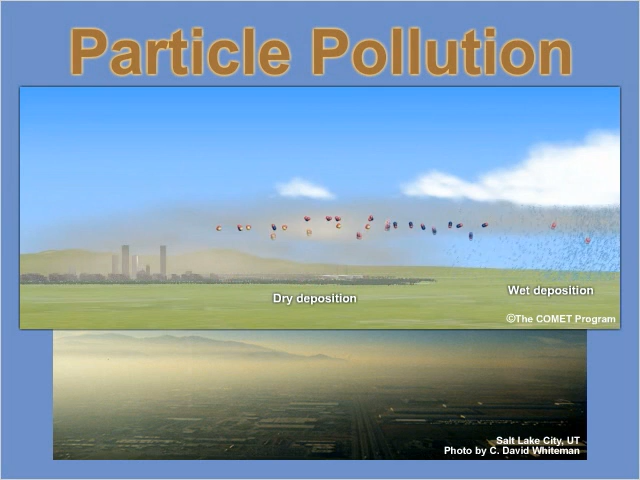 Particle Pollution
Dry deposition
Wet deposition
©The COMET Program
Salt Lake City, UT
Photo by C. David Whiteman